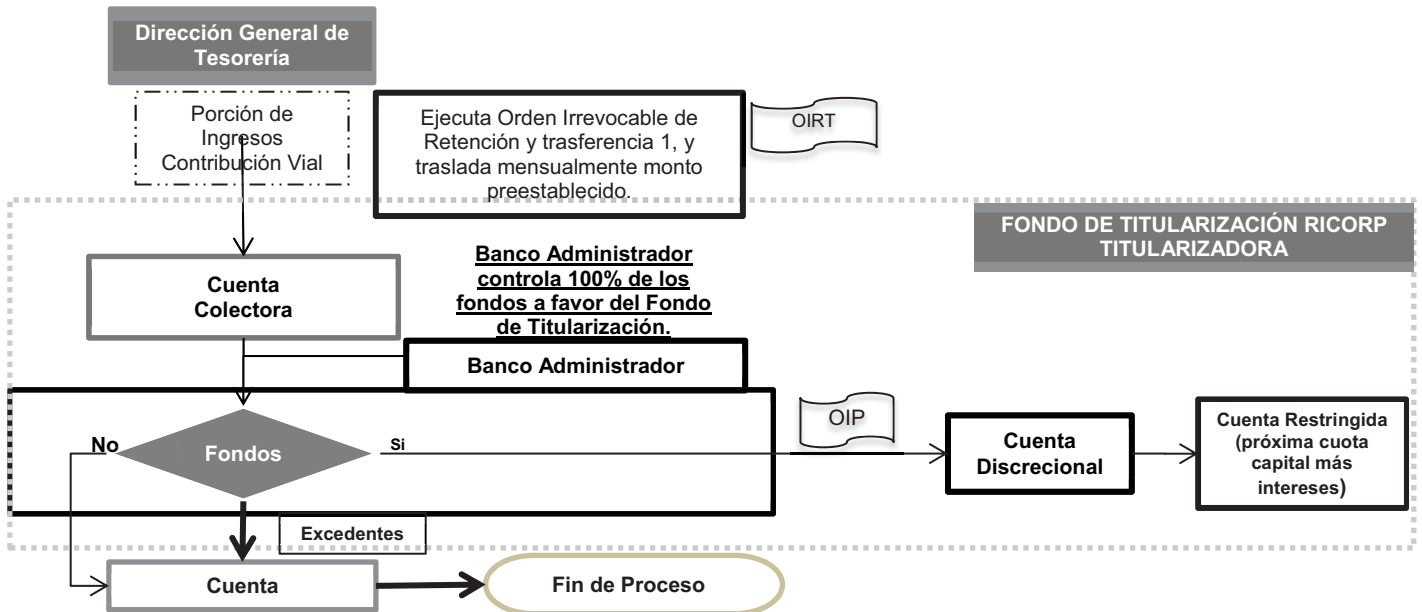 Dirección General de
Tesorería
Porción de
Ingresos
Contribución Vial
Ejecuta Orden Irrevocable de
Retención y trasferencia 1, y
traslada mensualmente monto
preestablecido.
OIRT
FONDO DE TITULARIZACIÓN RICORP
TITULARIZADORA
Cuenta
Colectora
Banco Administrador
controla 100% de los
fondos a favor del Fondo
de Titularización.
Banco Administrador
No
Fondos
Si
OIP
Cuenta
Discrecional
Cuenta Restringida
(próxima cuota
capital más
intereses)
Excedentes
Cuenta
Fin de Proceso